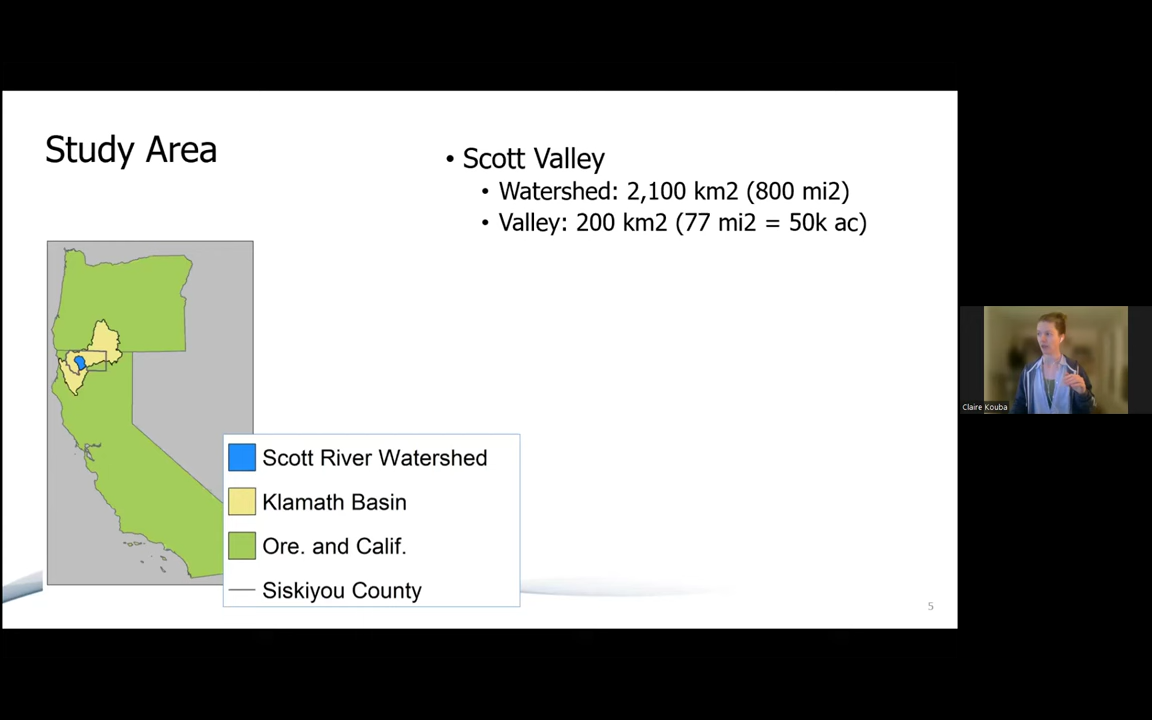 Study Area
• Scott Valley
• Watershed: 2,100 km2 (800 mi2)
• Valley: 200 km2 (77 mi2 = 50k ac)
Scott River Watershed
Klamath Basin
Ore. and Calif.
Siskiyou County
5
Claire Kouba